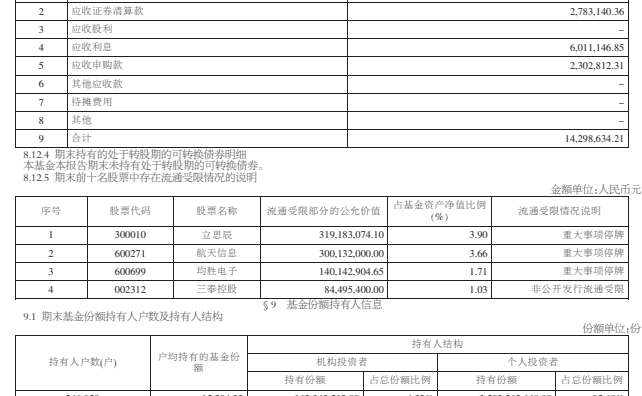 2 应收证券清算款 2,783,140.36
3 应收股利 –
4 应收利息 6,011,146.85
5 应收申购款 2,302,812.31
6 其他应收款 –
7 待摊费用 –
8 其他 –
9 合计 14,298,634.21
8.12.4 期末持有的处于转股期的可转换债券明细
本基金本报告期末未持有处于转股期的可转换债券。
8.12.5 期末前十名股票中存在流通受限情况的说明
金额单位:人民币元
序号 股票代码 股票名称 流通受限部分的公允价值 占基金资产净值比例(%) 流通受限情况说明
1 300010 立思辰 319,183,074.10 3.90 重大事项停牌
2 600271 航天信息 300,132,000.00 3.66 重大事项停牌
3 600699 均胜电子 140,142,904.65 1.71 重大事项停牌
4 002312 三泰控股 84,495,400.00 1.03 非公开发行流通受限
§9 基金份额持有人信息
9.1 期末基金份额持有人户数及持有人结构
份额单位:份
持有人户数(户) 户均持有的基金份额 持有人结构
机构投资者 个人投资者
持有份额 占总份额比例 持有份额 占总份额比例